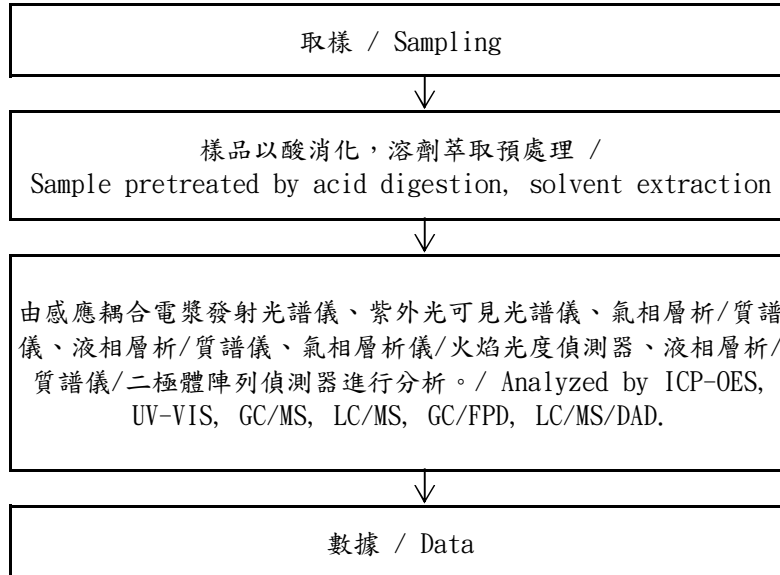 取樣 / Sampling
樣品以酸消化，溶劑萃取預處理 /
Sample pretreated by acid digestion, solvent extraction
由感應耦合電漿發射光譜儀、紫外光可見光譜儀、氣相層析/質譜
儀、液相層析/質譜儀、氣相層析儀/火焰光度偵測器、液相層析/
質譜儀/二極體陣列偵測器進行分析。/ Analyzed by ICP-OES,
UV-VIS, GC/MS, LC/MS, GC/FPD, LC/MS/DAD.
數據 / Data